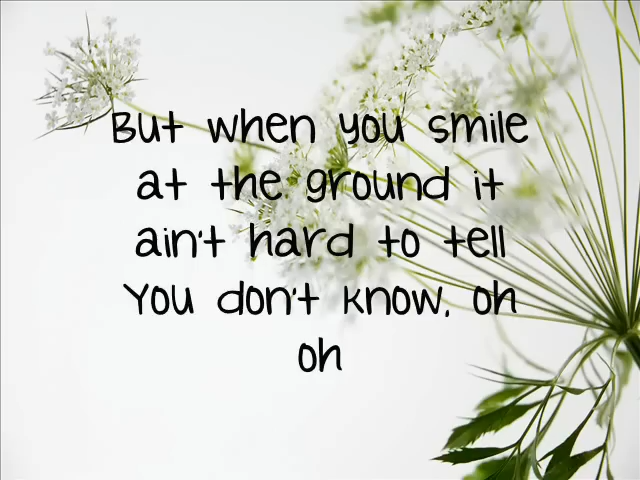 But when you smile
at the ground it
ain't hard to tell
You don't know, oh
oh